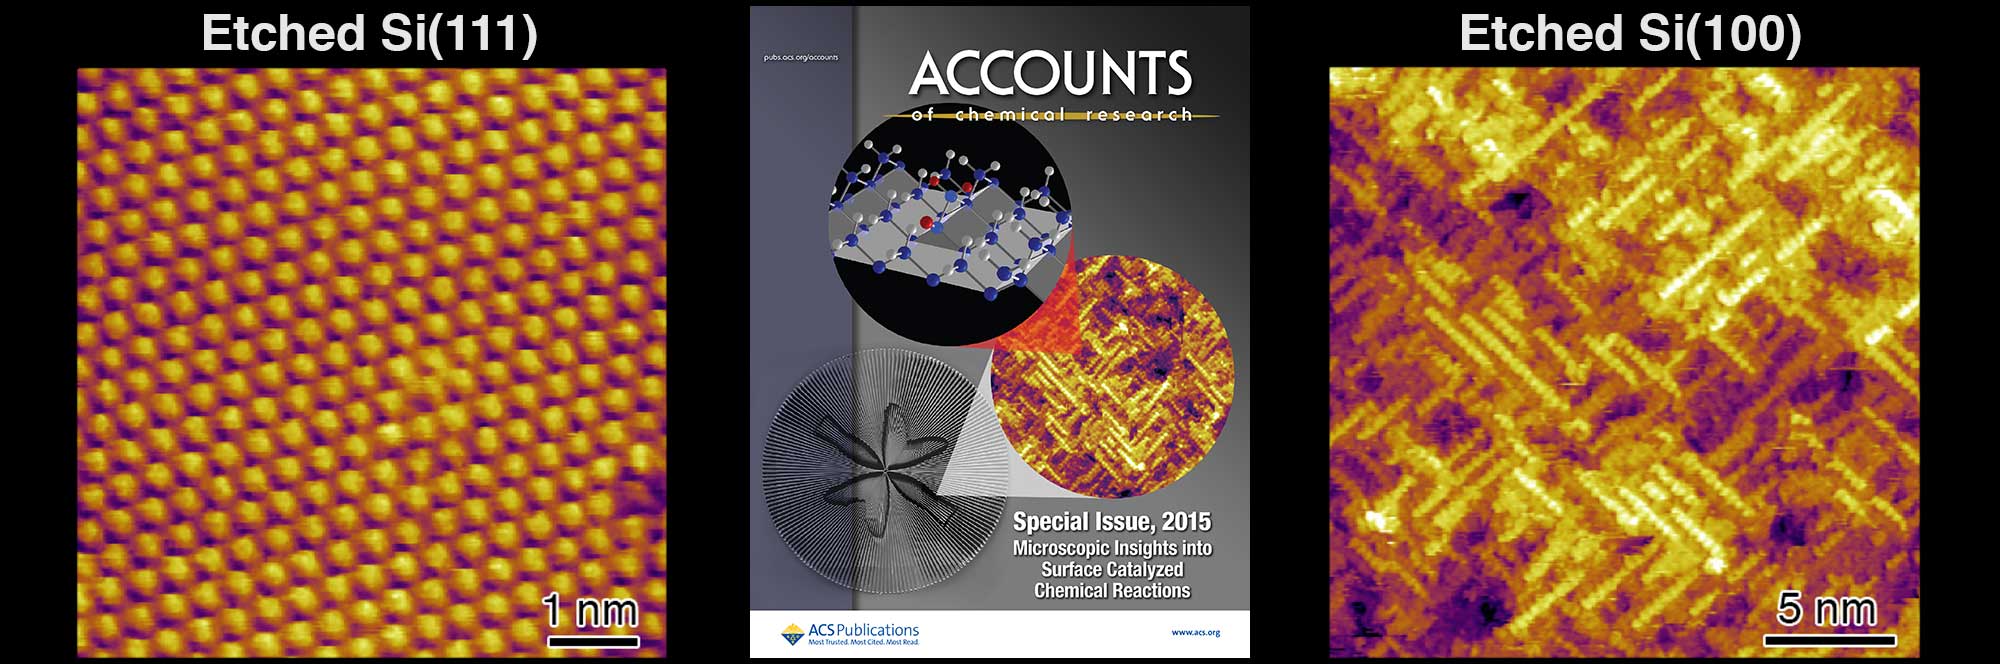 Etched Si(111)
1 nm
pubs.acs.org/accounts
ACCOUNTS
of chemical research
Special Issue, 2015
Microscopic Insights into
Surface Catalyzed
Chemical Reactions
ACS Publications
Most Trusted. Most Cited. Most Read.
www.acs.org
Etched Si(100)
5 nm